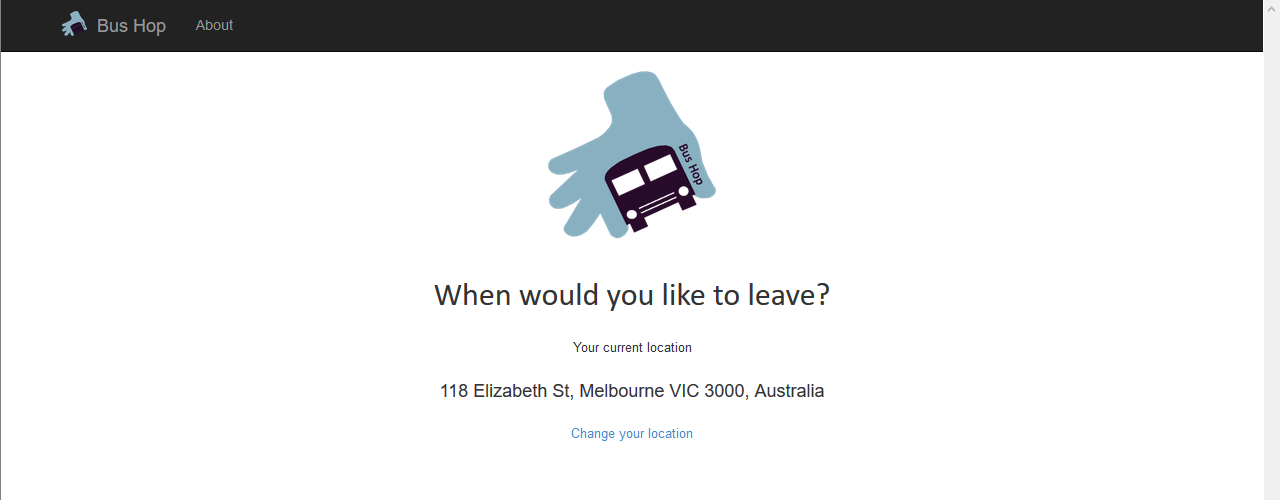 Bus Hop About
Bus Hop
When would you like to leave?
Your current location
118 Elizabeth St, Melbourne VIC 3000, Australia
Change your location